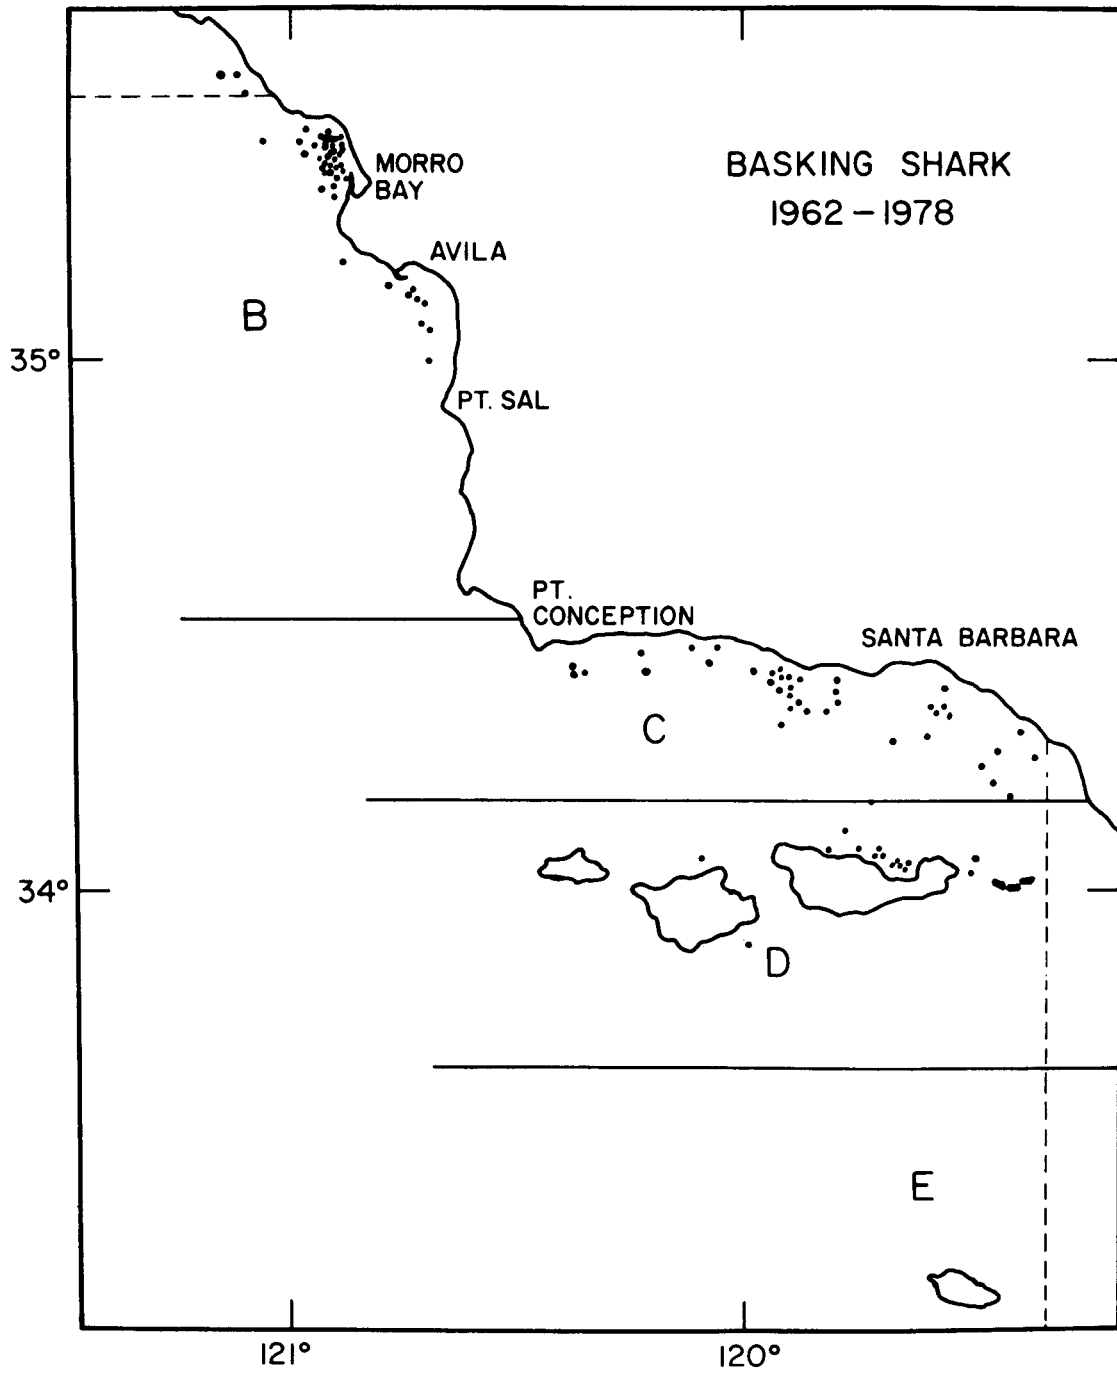 BASKING SHARK
1962-1978
MORRO
BAY
AVILA
B
35°
PT. SAL
PT.
CONCEPTION
SANTA BARBARA
C
34°
D
E
121°
120°